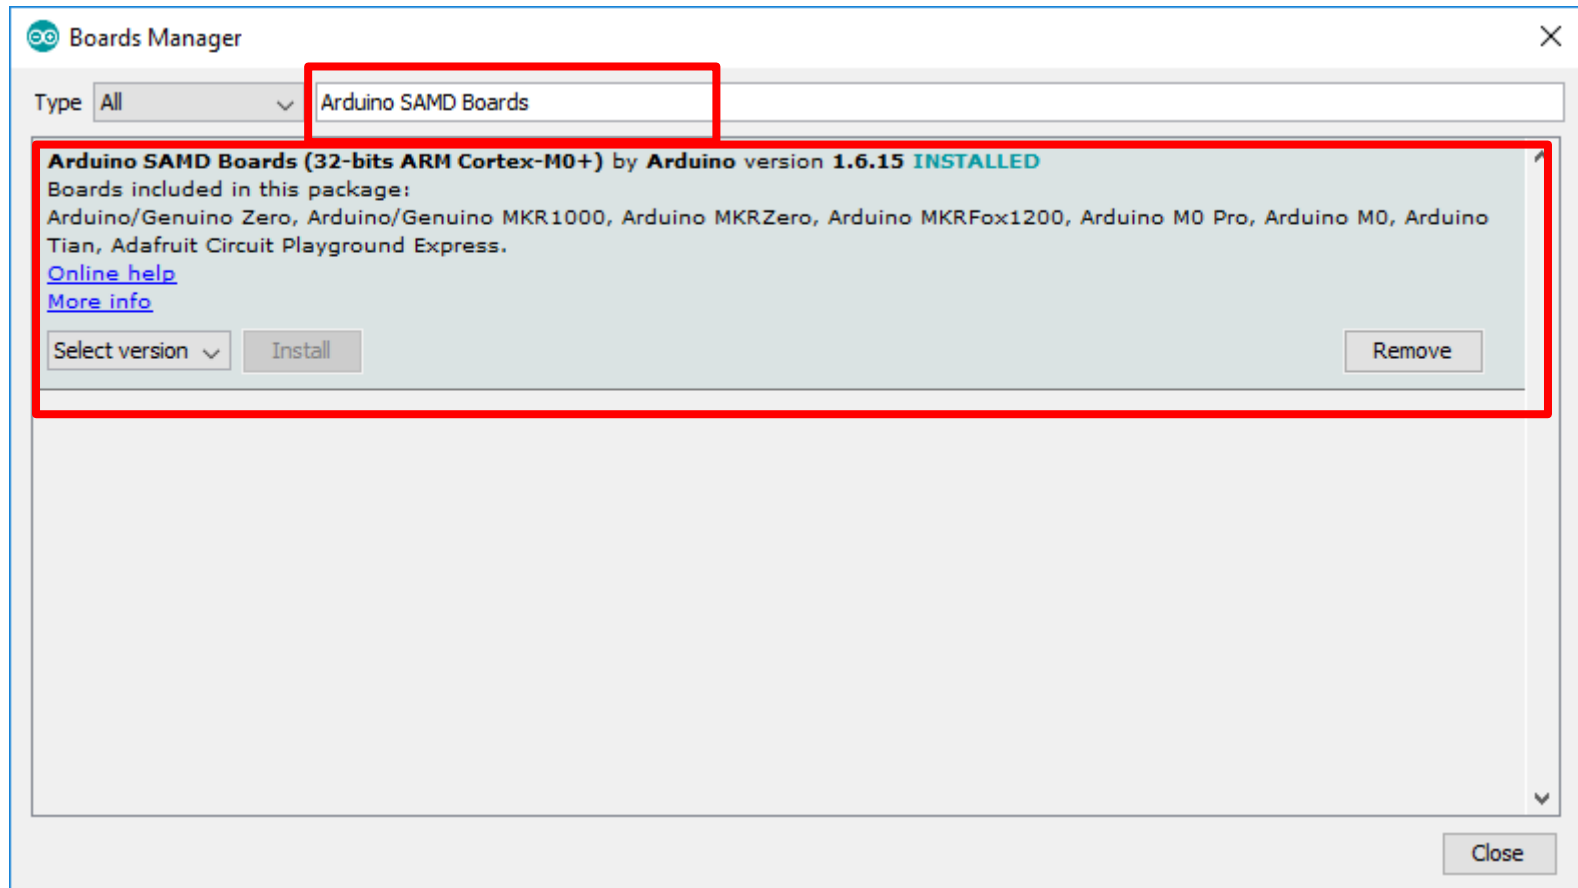 Boards Manager
Type All Arduino SAMD Boards
Arduino SAMD Boards (32-bits ARM Cortex-M0+) by Arduino version 1.6.15 INSTALLED
Boards included in this package:
Arduino/Genuino Zero, Arduino/Genuino MKR1000, Arduino MKRZero, Arduino MKRFox1200, Arduino M0 Pro, Arduino M0, Arduino
Tian, Adafruit Circuit Playground Express.
Online help
More info
Select version Install Remove
Close